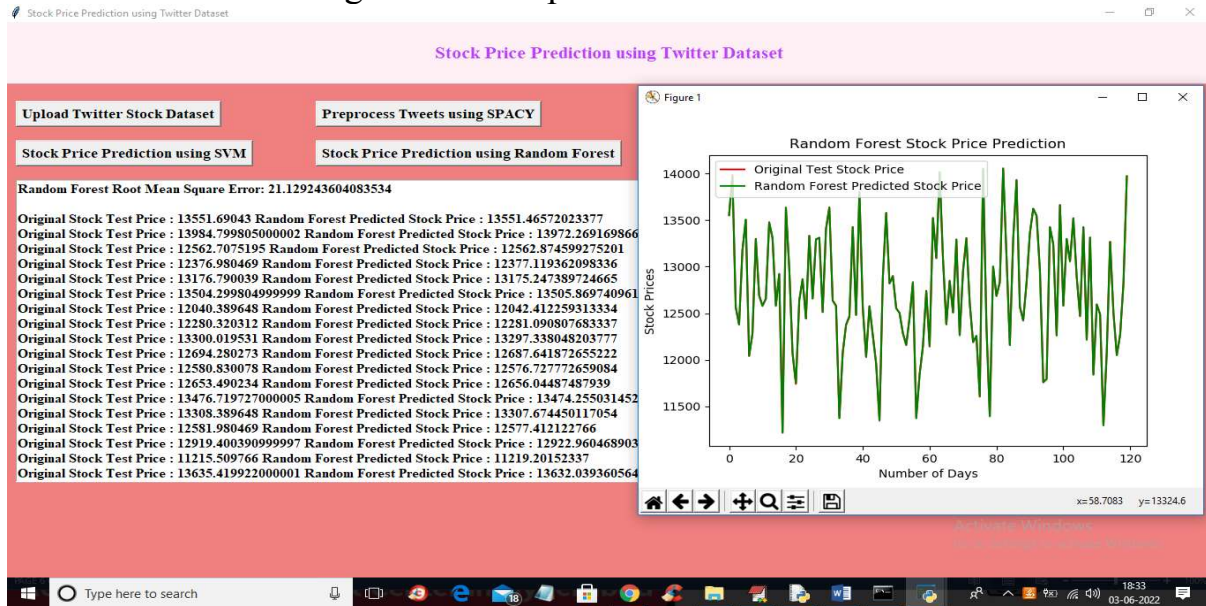 Stock Price Prediction using Twitter Dataset
Stock Price Prediction using Twitter Dataset
Upload Twitter Stock Dataset
Preprocess Tweets using SPACY
Stock Price Prediction using SVM
Stock Price Prediction using Random Forest
Random Forest Root Mean Square Error: 21.129243604083534
Original Stock Test Price : 13551.69043 Random Forest Predicted Stock Price : 13551.46572023377
Original Stock Test Price : 13984.799805000002 Random Forest Predicted Stock Price : 13972.269169866
Original Stock Test Price : 12562.7075195 Random Forest Predicted Stock Price : 12562.874599275201
Original Stock Test Price : 12376.980469 Random Forest Predicted Stock Price : 12377.119362098336
Original Stock Test Price : 13176.790039 Random Forest Predicted Stock Price : 13175.247389724665
Original Stock Test Price : 13504.299804999999 Random Forest Predicted Stock Price : 13505.869740961
Original Stock Test Price : 12040.389648 Random Forest Predicted Stock Price : 12042.412259313334
Original Stock Test Price : 12280.320312 Random Forest Predicted Stock Price : 12281.090807683337
Original Stock Test Price : 13300.019531 Random Forest Predicted Stock Price : 13297.338048203777
Original Stock Test Price : 12694.280273 Random Forest Predicted Stock Price : 12687.641872655222
Original Stock Test Price : 12580.830078 Random Forest Predicted Stock Price : 12576.727772659084
Original Stock Test Price : 12653.490234 Random Forest Predicted Stock Price : 12656.04487487939
Original Stock Test Price : 13476.719727000005 Random Forest Predicted Stock Price : 13474.255031452
Original Stock Test Price : 13308.389648 Random Forest Predicted Stock Price : 13307.674450117054
Original Stock Test Price : 12581.980469 Random Forest Predicted Stock Price : 12577.412122766
Original Stock Test Price : 12919.400390999997 Random Forest Predicted Stock Price : 12922.960468903
Original Stock Test Price : 11215.509766 Random Forest Predicted Stock Price : 11219.20152337
Original Stock Test Price : 13635.419922000001 Random Forest Predicted Stock Price : 13632.039360564
Figure 1
Random Forest Stock Price Prediction
Original Test Stock Price
Random Forest Predicted Stock Price
Stock Prices
14000
13500
13000
12500
12000
11500
0 20 40 60 80 100 120
Number of Days
x=58.7083 y=13324.6
Activate Windows
Type here to search
18
18:33
03-06-2022